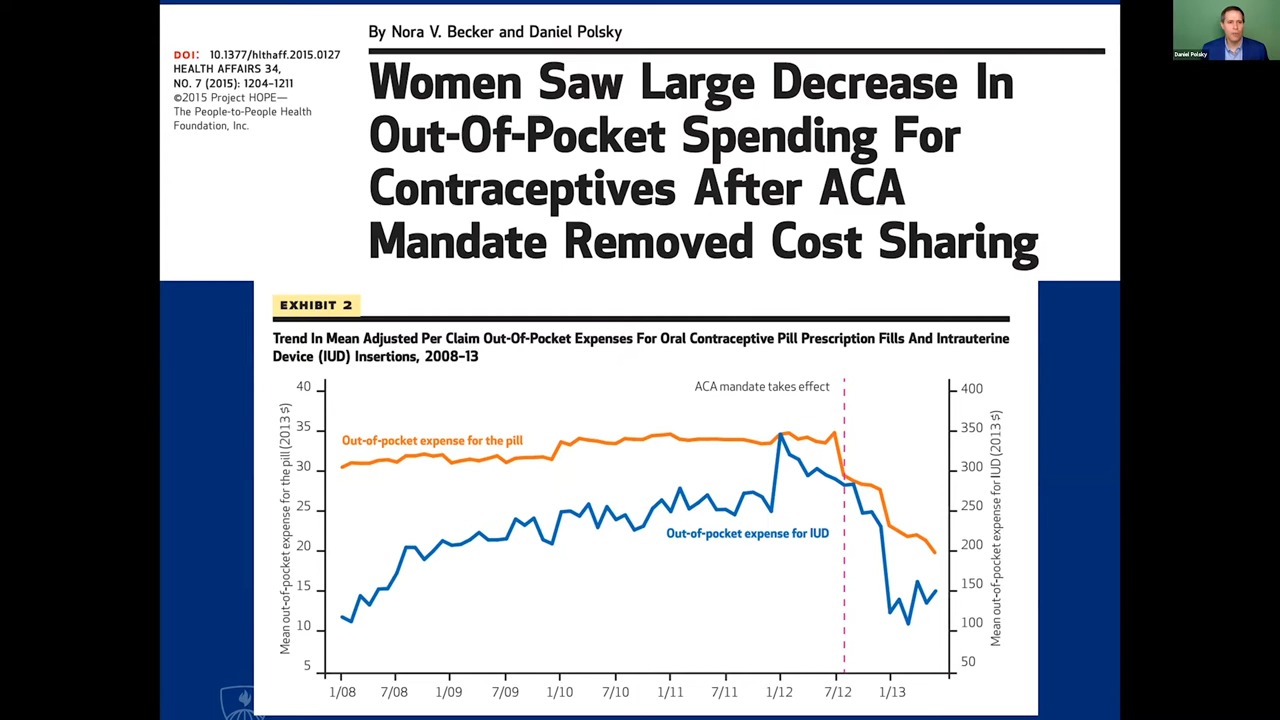 By Nora V. Becker and Daniel Polsky
DOI: 10.1377/hlthaff.2015.0127
HEALTH AFFAIRS 34,
NO. 7 (2015): 1204–1211
©2015 Project HOPE—
The People-to-People Health
Foundation, Inc.
Women Saw Large Decrease In
Out-Of-Pocket Spending For
Contraceptives After ACA
Mandate Removed Cost Sharing
Daniel Polsky
EXHIBIT 2
Trend In Mean Adjusted Per Claim Out-Of-Pocket Expenses For Oral Contraceptive Pill Prescription Fills And Intrauterine
Device (IUD) Insertions, 2008–13
ACA mandate takes effect
Out-of-pocket expense for the pill
Out-of-pocket expense for IUD
Mean out-of-pocket expense for the pill (2013 $)
40
35
30
25
20
15
10
5
Mean out-of-pocket expense for IUD (2013 $)
400
350
300
250
200
150
100
50
1/08 7/08 1/09 7/09 1/10 7/10 1/11 7/11 1/12 7/12 1/13